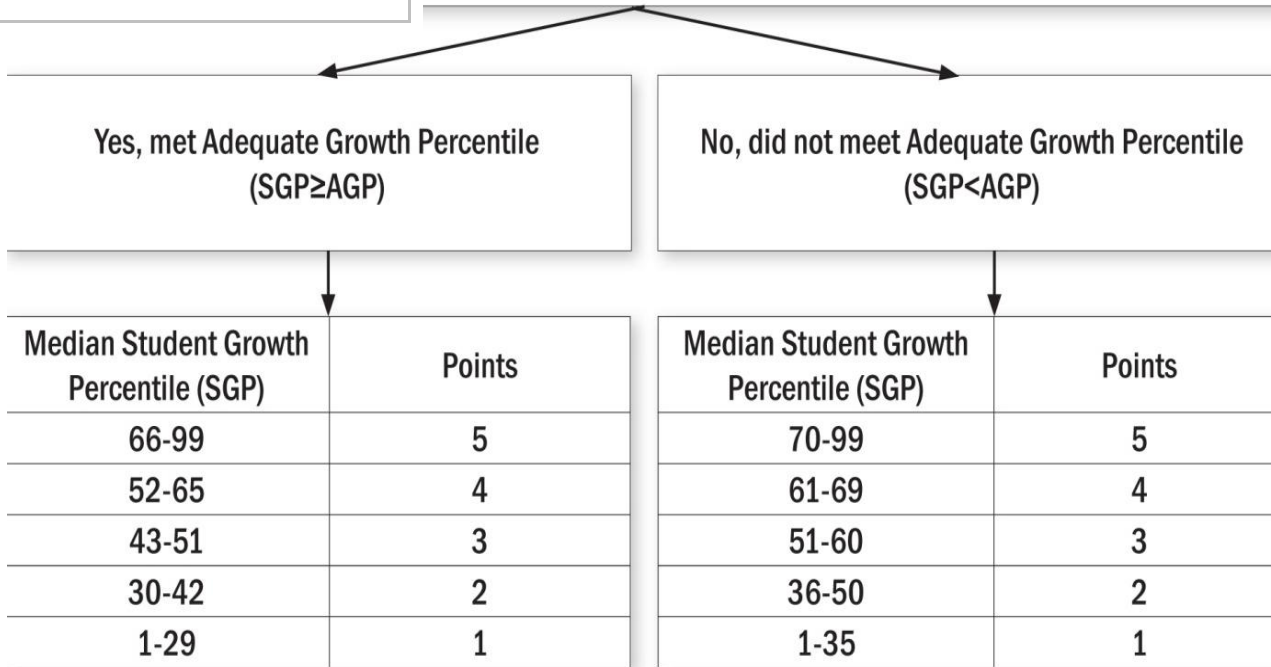 Yes, met Adequate Growth Percentile
(SGP≥AGP)
No, did not meet Adequate Growth Percentile
(SGP<AGP)
Median Student Growth
Percentile (SGP)
Points
66-99 5
52-65 4
43-51 3
30-42 2
1-29 1
Median Student Growth
Percentile (SGP)
Points
70-99 5
61-69 4
51-60 3
36-50 2
1-35 1